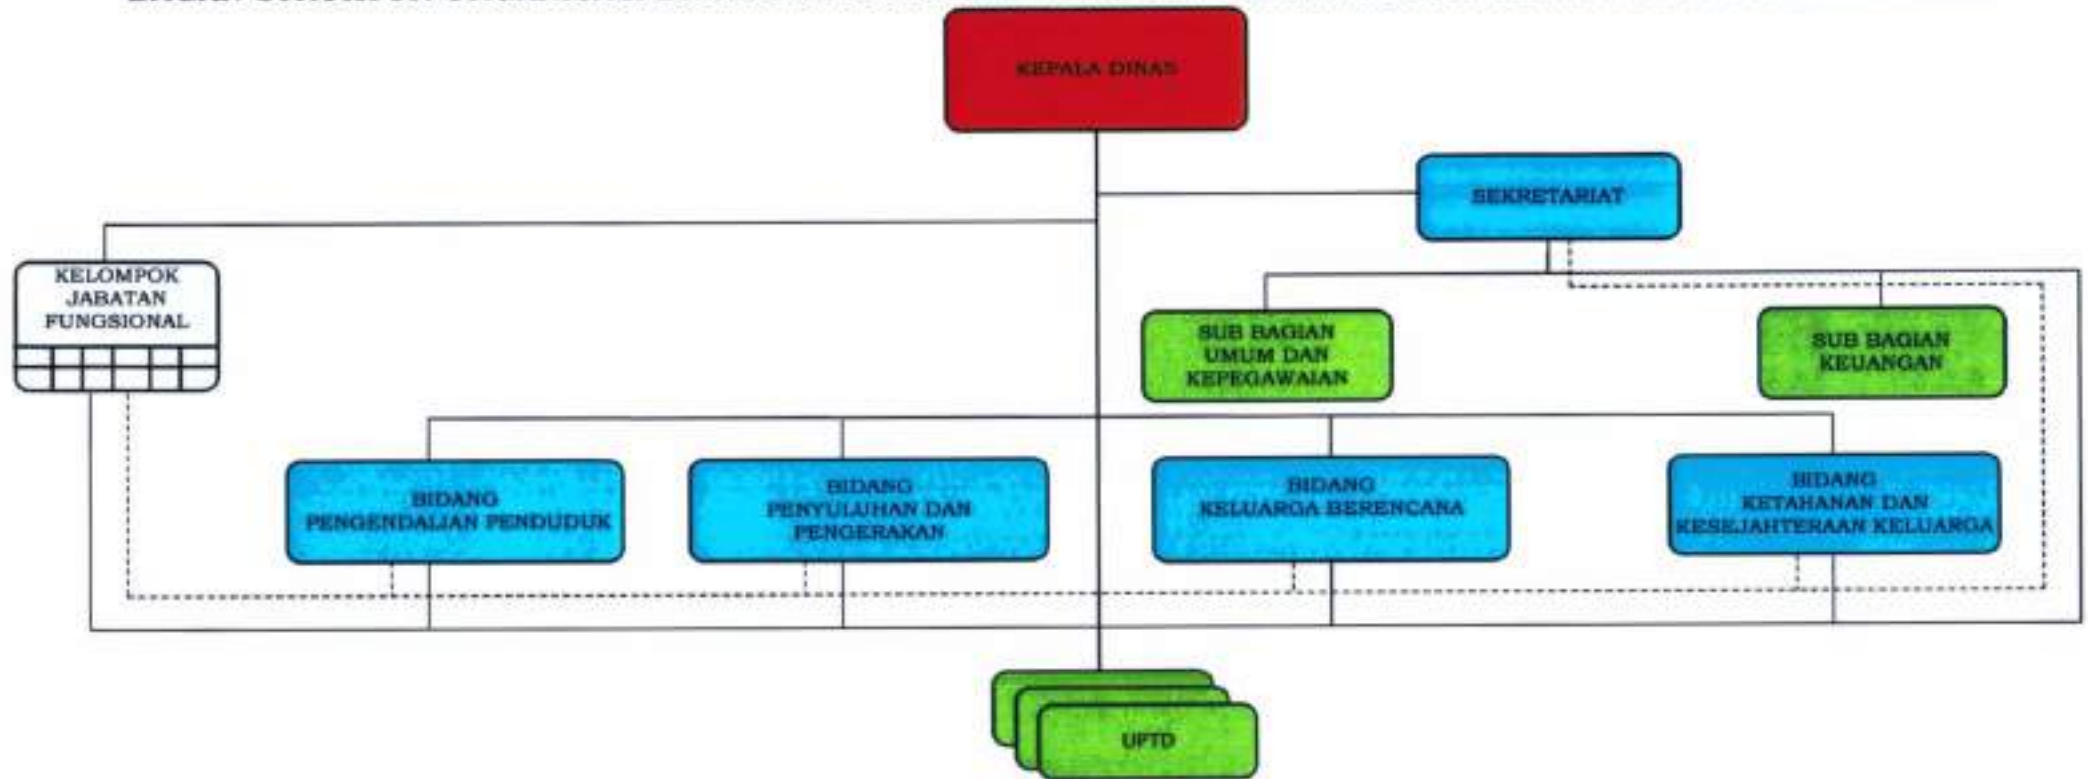 KEPALA DINAS
SEKRETARIAT
KELOMPOK
JABATAN
FUNGSIONAL
SUB BAGIAN
UMUM DAN
KEPEGAWAIAN
SUB BAGIAN
KEUANGAN
BIDANG
PENGENDALIAN PENDUDUK
BIDANG
PENYULUHAN DAN
PENGERAKAN
BIDANG
KELUARGA BERENCANA
BIDANG
KETAHANAN DAN
KESEJAHTERAAN KELUARGA
UPTD